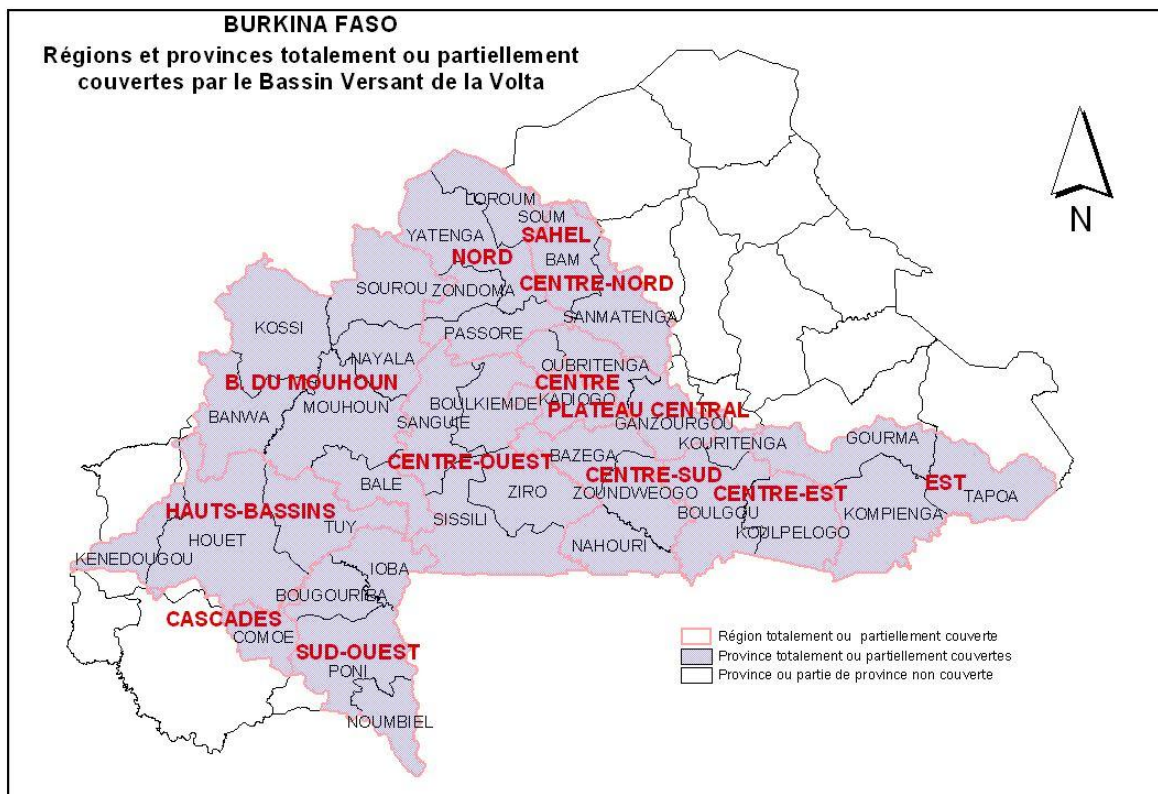 BURKINA FASO
Régions et provinces totalement ou partiellement
couvertes par le Bassin Versant de la Volta
N
LOROUM
SOUM
YATENGA
SAHEL
NORD
BAM
SOUROU
ZONDOMA
CENTRE-NORD
SANMATENGA
KOSSI
PASSORE
NAYALA
OUBRITENGA
B. DU MOUHOUN
CENTRE
BANWA
MOUHOUN
BOULKIEMDE
KADIOGO
PLATEAU CENTRAL
SANGUIE
GANZOURGOU
KOURITENGA
GOURMA
CENTRE-OUEST
BAZEGA
BALE
ZIRO
CENTRE-SUD
ZOUNDWEOGO
CENTRE-EST
EST
TAPOA
HAUTS-BASSINS
TUY
SISSILI
BOULGOU
KOMPIENGA
HOUET
NAHOURI
KOULPELOGO
KENEDOUGOU
IOBA
BOUGOURIBA
CASCADES
COMOE
SUD-OUEST
PONI
NOUMBIEL
Région totalement ou partiellement couverte
Province totalement ou partiellement couvertes
Province ou partie de province non couverte